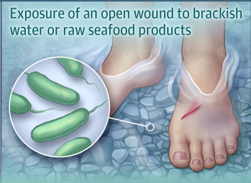 Exposure of an open wound to brackish
water or raw seafood products